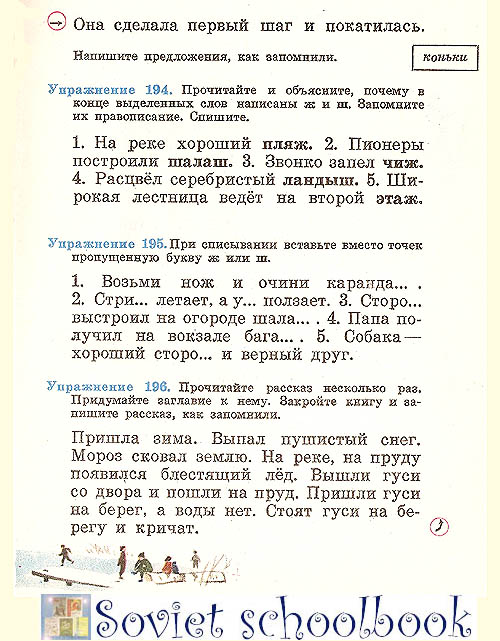 Она сделала первый шаг и покатилась.
Напишите предложения, как запомнили.
коньки
Упражнение 194. Прочитайте и объясните, почему в
конце выделенных слов написаны ж и ш. Запомните
их правописание. Спишите.
1. На реке хороший пляж. 2. Пионеры
построили шалаш. 3. Звонко запел чиж.
4. Расцвёл серебристый ландыш. 5. Ши-
рокая лестница ведёт на второй этаж.
Упражнение 195. При списывании вставьте вместо точек
пропущенную букву ж или ш.
1. Возьми нож и очини каранда... .
2. Стри... летает, а у... ползает. 3. Сторо...
выстроил на огороде шала... . 4. Папа по-
лучил на вокзале бага... . 5. Собака —
хороший сторо... и верный друг.
Упражнение 196. Прочитайте рассказ несколько раз.
Придумайте заглавие к нему. Закройте книгу и за-
пишите рассказ, как запомнили.
Пришла зима. Выпал пушистый снег.
Мороз сковал землю. На реке, на пруду
появился блестящий лёд. Вышли гуси
со двора и пошли на пруд. Пришли гуси
на берег, а воды нет. Стоят гуси на бе-
регу и кричат.
Soviet schoolbook